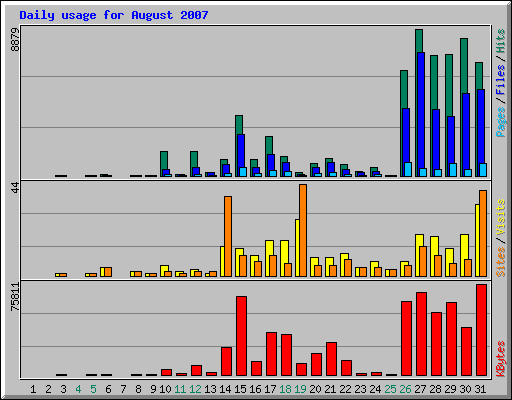 Daily usage for August 2007
8879
Pages / Files / Hits
44
Sites / Visits
75811
KBytes
1 2 3 4 5 6 7 8 9 10 11 12 13 14 15 16 17 18 19 20 21 22 23 24 25 26 27 28 29 30 31